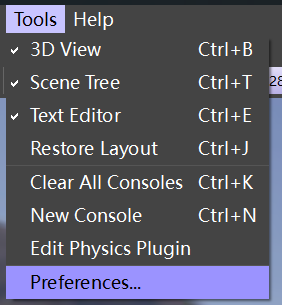 Tools Help
✓ 3D View Ctrl+B
✓ Scene Tree Ctrl+T
✓ Text Editor Ctrl+E
Restore Layout Ctrl+J
Clear All Consoles Ctrl+K
New Console Ctrl+N
Edit Physics Plugin
Preferences...